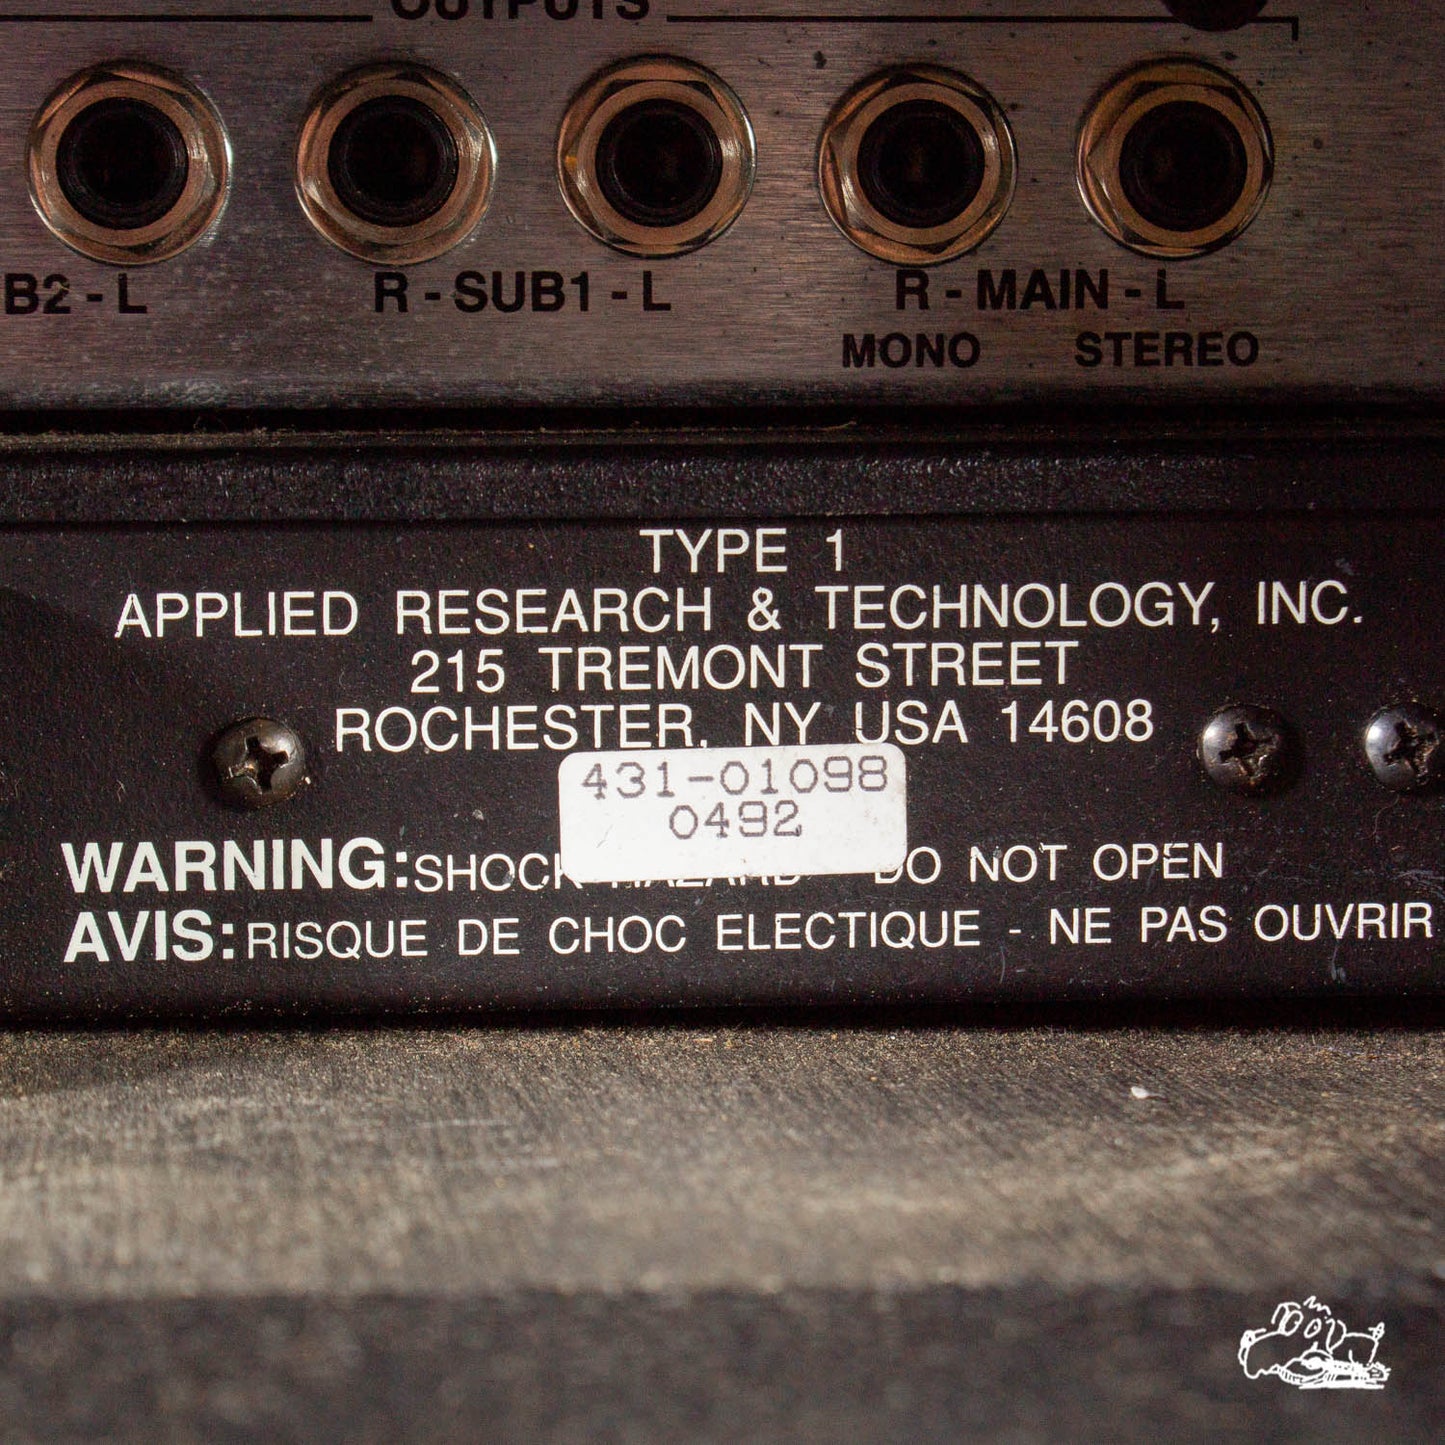 OUTPUTS
B2 - L
R - SUB1 - L
R - MAIN - L
MONO STEREO
TYPE 1
APPLIED RESEARCH & TECHNOLOGY, INC.
215 TREMONT STREET
ROCHESTER, NY USA 14608
431-01098
0492
WARNING: SHOCK HAZARD - DO NOT OPEN
AVIS: RISQUE DE CHOC ELECTIQUE - NE PAS OUVRIR